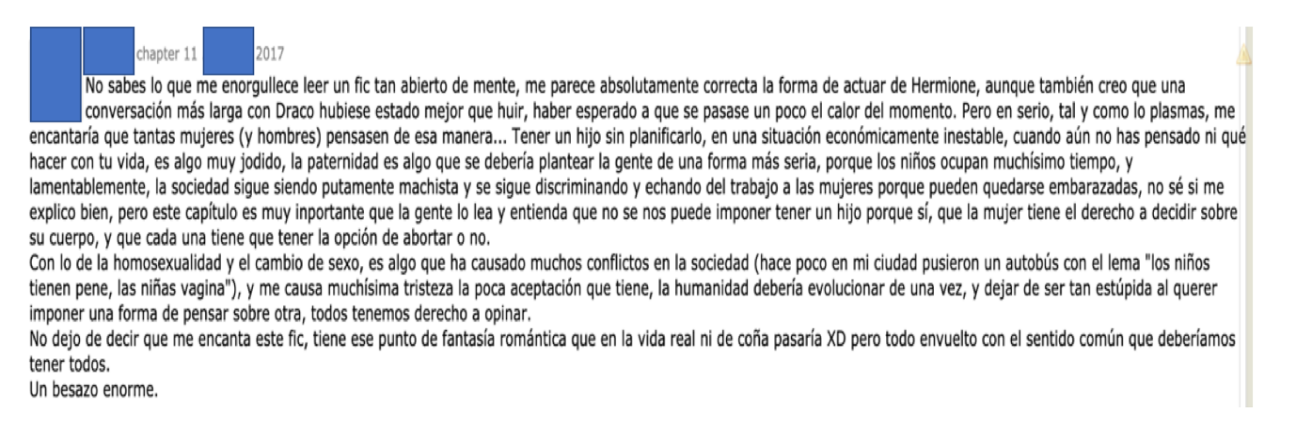 chapter 11 2017
No sabes lo que me enorgullece leer un fic tan abierto de mente, me parece absolutamente correcta la forma de actuar de Hermione, aunque también creo que una
conversación más larga con Draco hubiese estado mejor que huir, haber esperado a que se pasase un poco el calor del momento. Pero en serio, tal y como lo plasmas, me
encantaría que tantas mujeres (y hombres) pensasen de esa manera... Tener un hijo sin planificarlo, en una situación económicamente inestable, cuando aún no has pensado ni qué
hacer con tu vida, es algo muy jodido, la paternidad es algo que se debería plantear la gente de una forma más seria, porque los niños ocupan muchísimo tiempo, y
lamentablemente, la sociedad sigue siendo putamente machista y se sigue discriminando y echando del trabajo a las mujeres porque pueden quedarse embarazadas, no sé si me
explico bien, pero este capítulo es muy inportante que la gente lo lea y entienda que no se nos puede imponer tener un hijo porque sí, que la mujer tiene el derecho a decidir sobre
su cuerpo, y que cada una tiene que tener la opción de abortar o no.
Con lo de la homosexualidad y el cambio de sexo, es algo que ha causado muchos conflictos en la sociedad (hace poco en mi ciudad pusieron un autobús con el lema "los niños
tienen pene, las niñas vagina"), y me causa muchísima tristeza la poca aceptación que tiene, la humanidad debería evolucionar de una vez, y dejar de ser tan estúpida al querer
imponer una forma de pensar sobre otra, todos tenemos derecho a opinar.
No dejo de decir que me encanta este fic, tiene ese punto de fantasía romántica que en la vida real ni de coña pasaría XD pero todo envuelto con el sentido común que deberíamos
tener todos.
Un besazo enorme.